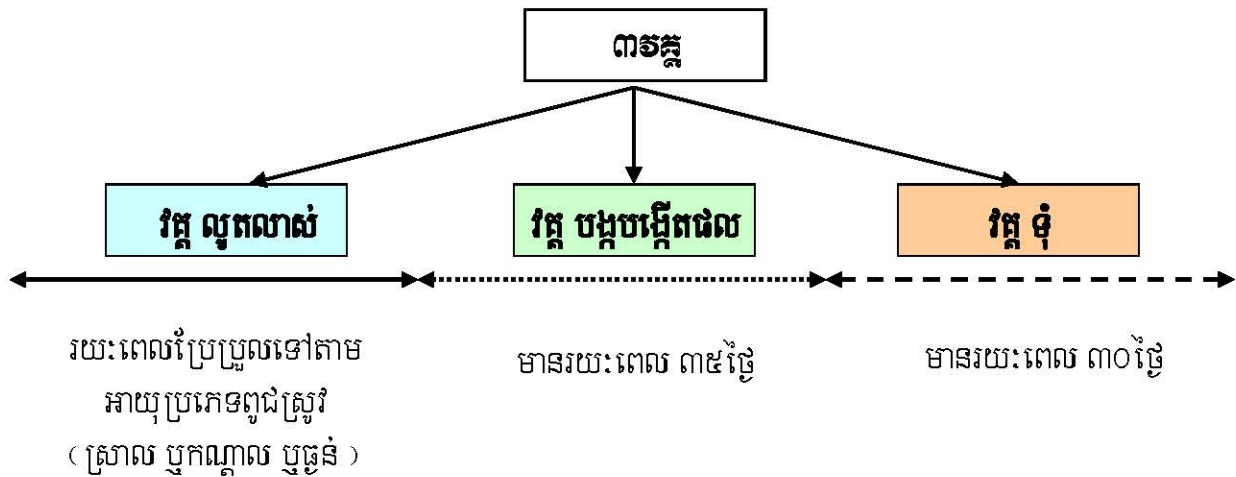 ៣វគ្គ
វគ្គ លូតលាស់
វគ្គ បង្កបង្កើតផល
វគ្គ ទុំ
រយៈពេលប្រែប្រួលទៅតាម
អាយុប្រភេទពូជស្រូវ
( ស្រាល ឬកណ្ដាល ឬធ្ងន់ )
មានរយៈពេល ៣៥ថ្ងៃ
មានរយៈពេល ៣០ថ្ងៃ